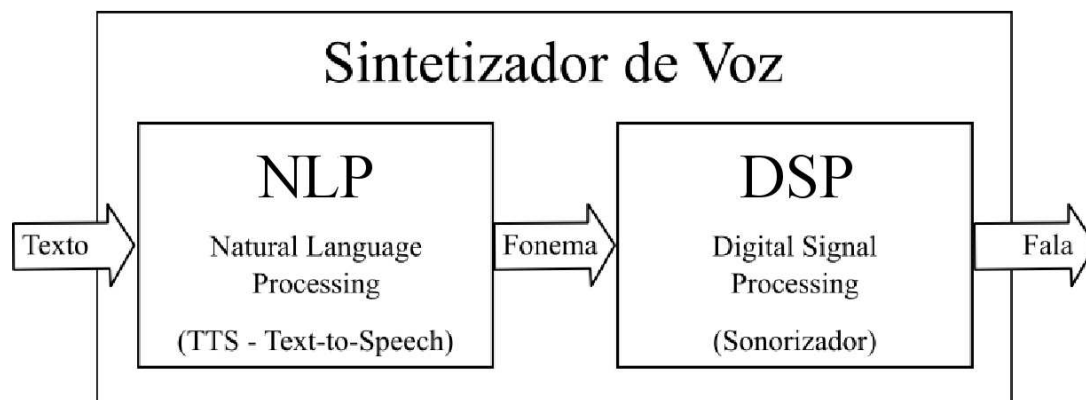 Sintetizador de Voz
Texto
NLP
Natural Language
Processing
(TTS - Text-to-Speech)
Fonema
DSP
Digital Signal
Processing
(Sonorizador)
Fala